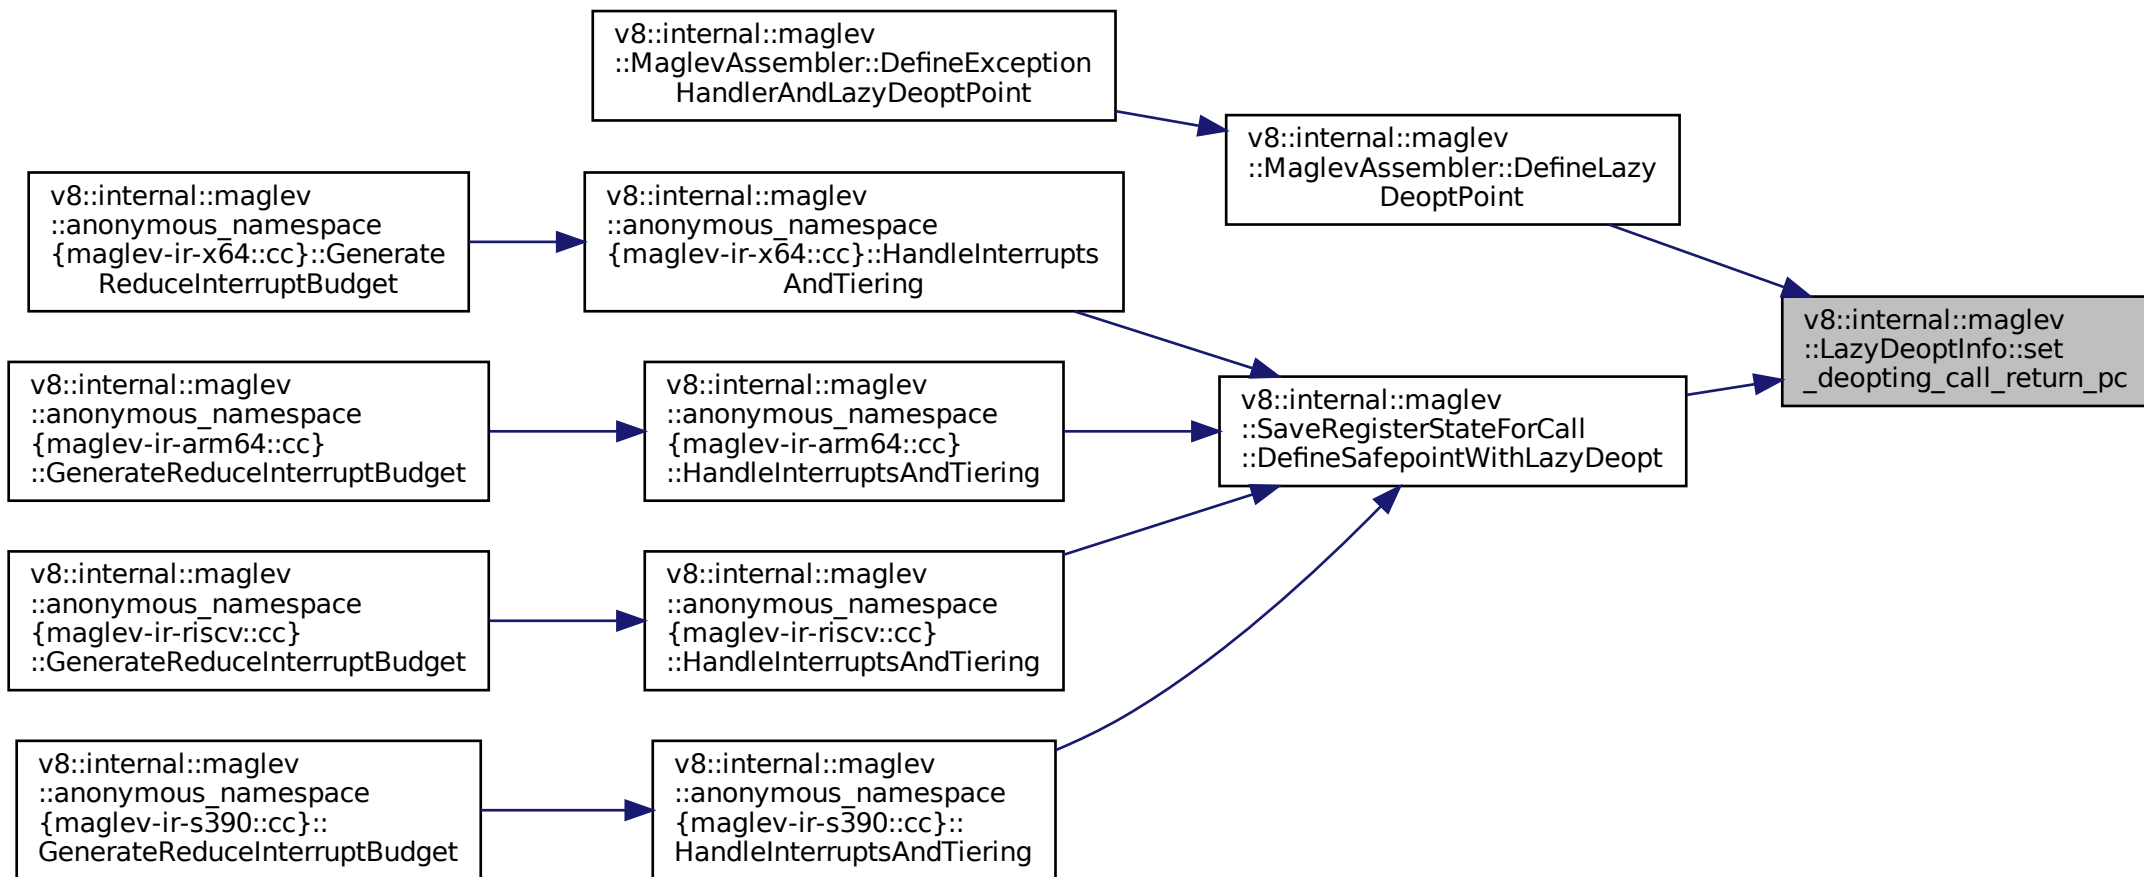 v8::internal::maglev
::MaglevAssembler::DefineException
HandlerAndLazyDeoptPoint
v8::internal::maglev
::MaglevAssembler::DefineLazy
DeoptPoint
v8::internal::maglev
::anonymous_namespace
{maglev-ir-x64::cc}::Generate
ReduceInterruptBudget
v8::internal::maglev
::anonymous_namespace
{maglev-ir-x64::cc}::HandleInterrupts
AndTiering
v8::internal::maglev
::LazyDeoptInfo::set
_deopting_call_return_pc
v8::internal::maglev
::anonymous_namespace
{maglev-ir-arm64::cc}
::GenerateReduceInterruptBudget
v8::internal::maglev
::anonymous_namespace
{maglev-ir-arm64::cc}
::HandleInterruptsAndTiering
v8::internal::maglev
::SaveRegisterStateForCall
::DefineSafepointWithLazyDeopt
v8::internal::maglev
::anonymous_namespace
{maglev-ir-riscv::cc}
::GenerateReduceInterruptBudget
v8::internal::maglev
::anonymous_namespace
{maglev-ir-riscv::cc}
::HandleInterruptsAndTiering
v8::internal::maglev
::anonymous_namespace
{maglev-ir-s390::cc}::
GenerateReduceInterruptBudget
v8::internal::maglev
::anonymous_namespace
{maglev-ir-s390::cc}::
HandleInterruptsAndTiering